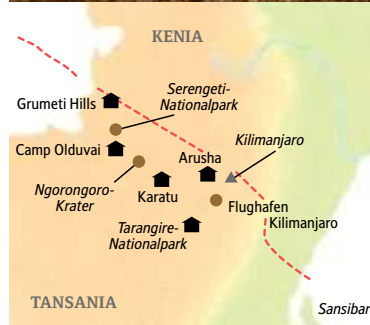 KENIA
Serengeti-
Nationalpark
Grumeti Hills
Kilimanjaro
Camp Olduvai
Arusha
Ngorongoro-
Krater
Karatu
Flughafen
Kilimanjaro
Tarangire-
Nationalpark
TANSANIA
Sansibar